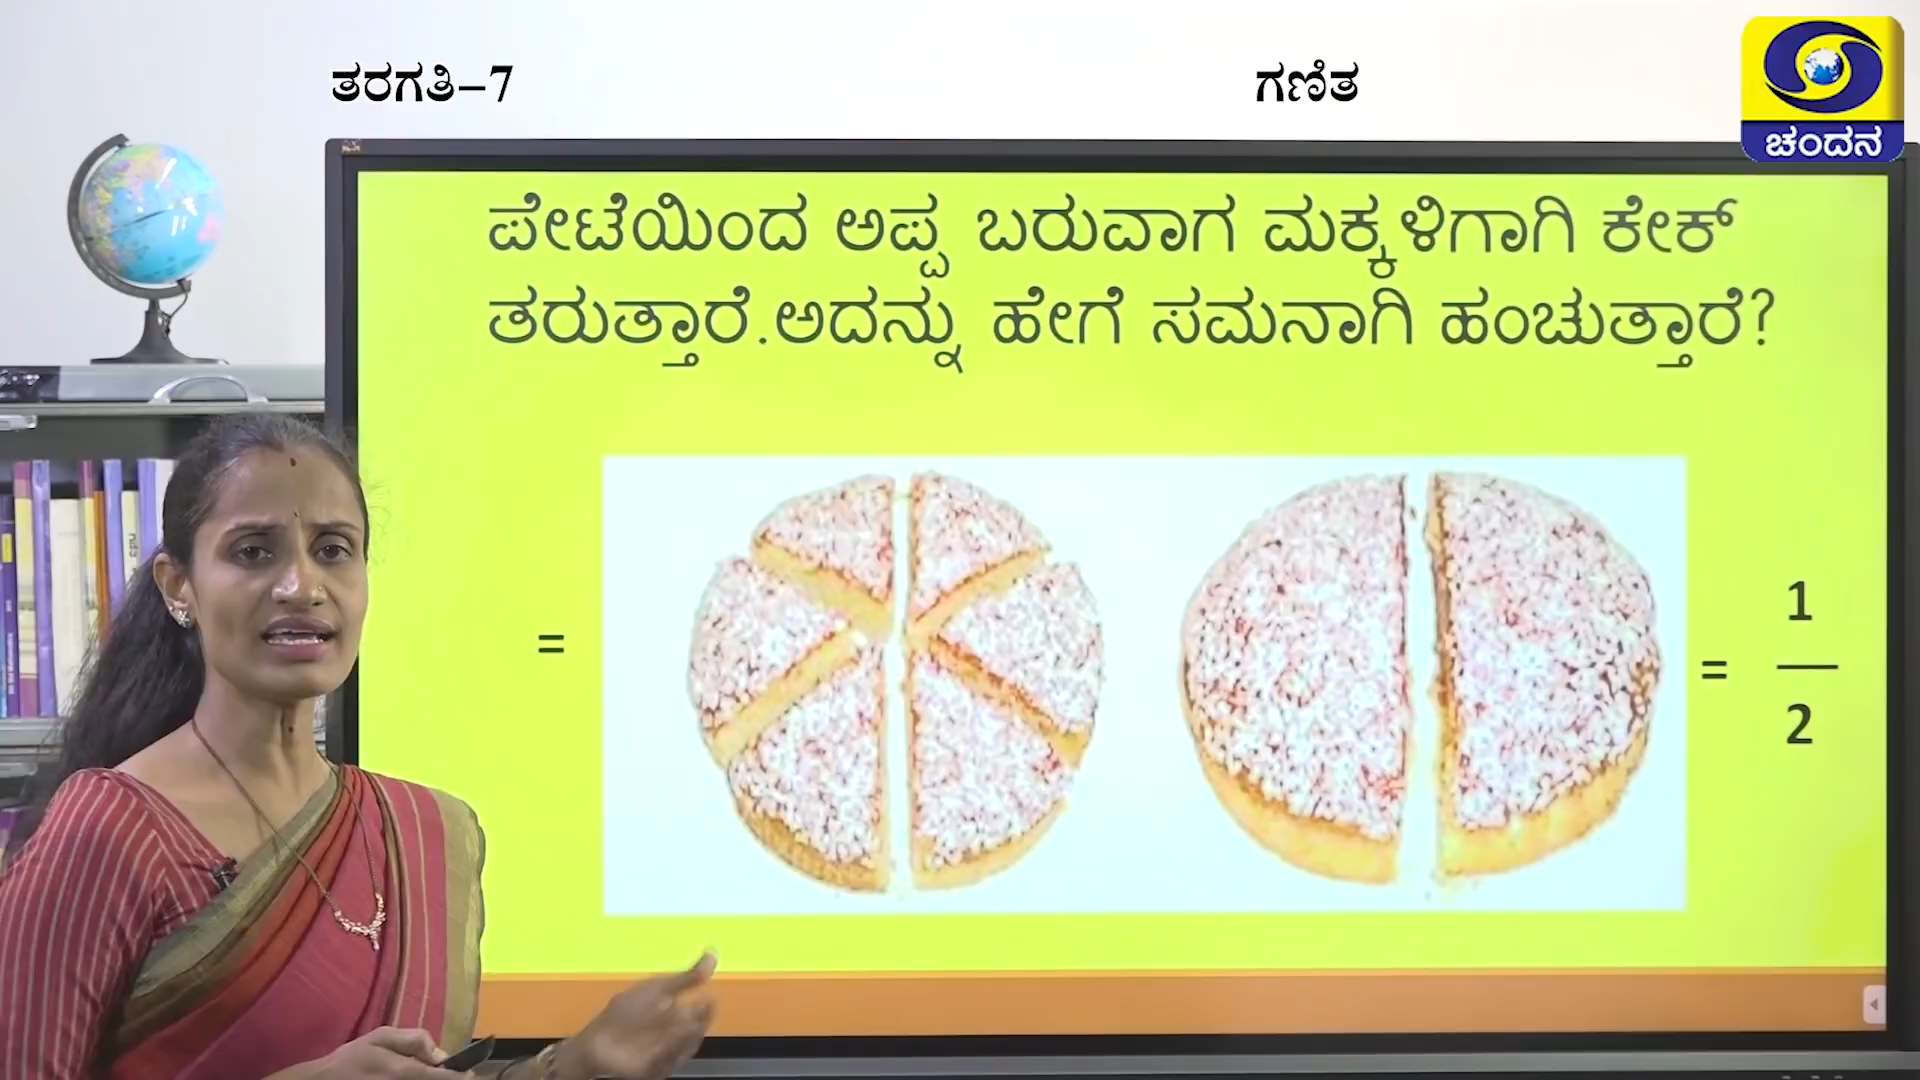 ತರಗತಿ–7
ಗಣಿತ
ಚಂದನ
ಪೇಟೆಯಿಂದ ಅಪ್ಪ ಬರುವಾಗ ಮಕ್ಕಳಿಗಾಗಿ ಕೇಕ್
ತರುತ್ತಾರೆ.ಅದನ್ನು ಹೇಗೆ ಸಮನಾಗಿ ಹಂಚುತ್ತಾರೆ?
=
= 1
2